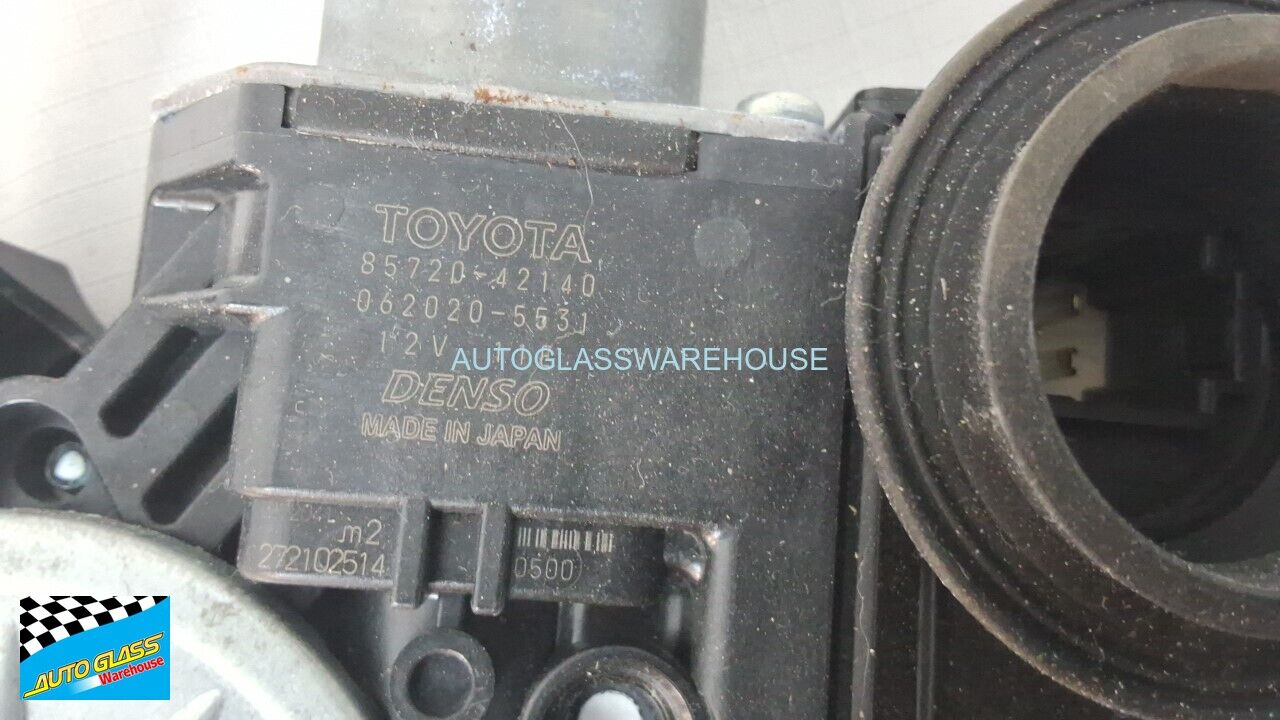 TOYOTA
85720-42140
062020-5531
12V
AUTOGLASSWAREHOUSE
DENSO
MADE IN JAPAN
m2
272102514 0500
AUTO GLASS
Warehouse